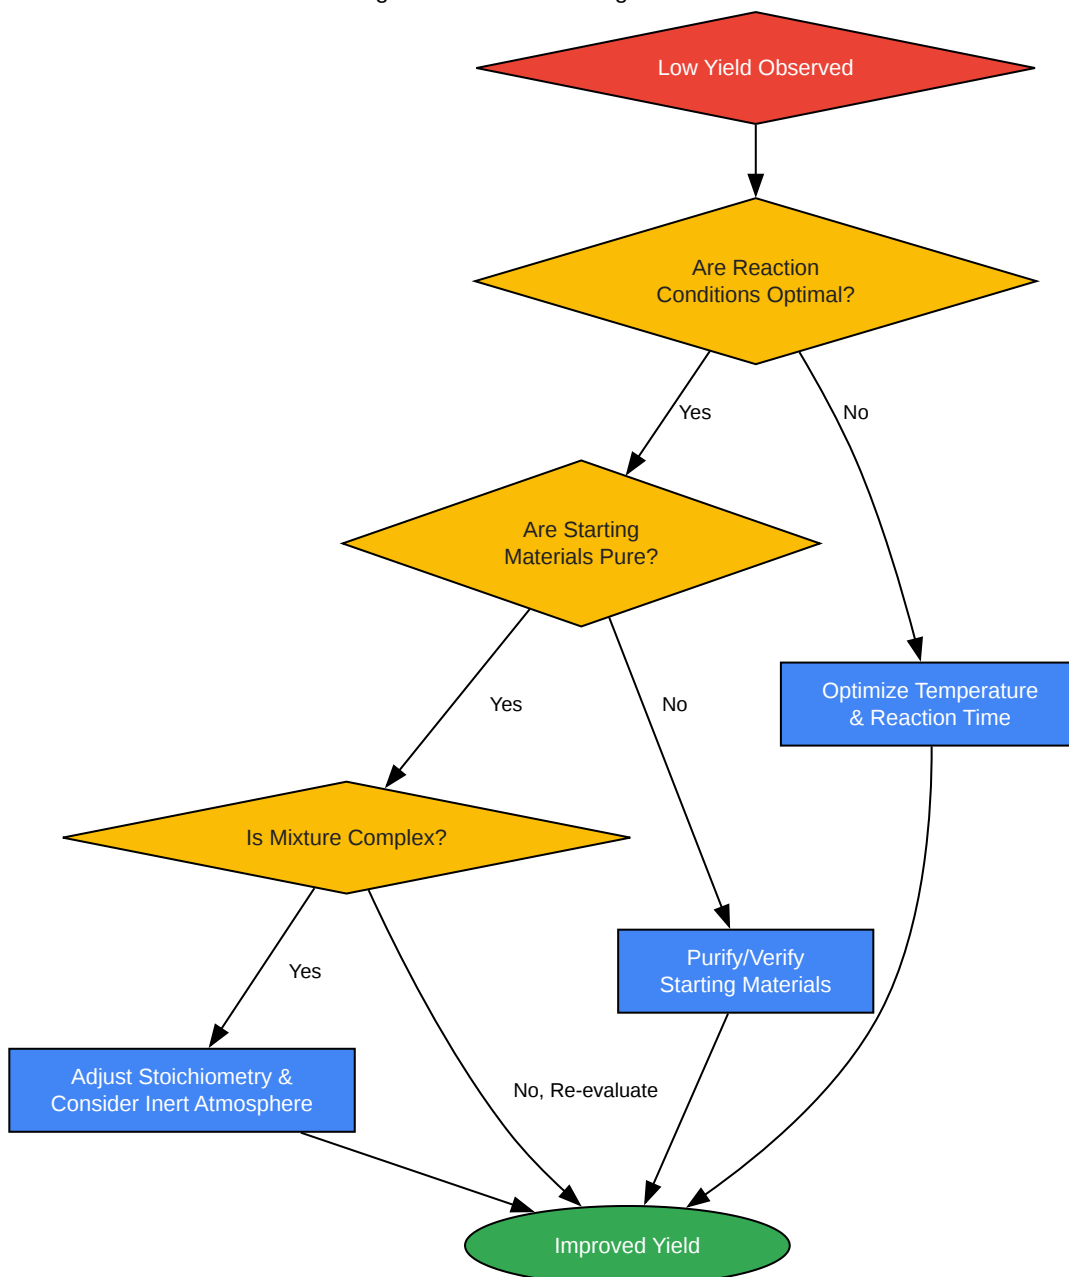 Low Yield Observed
Are Reaction
Conditions Optimal?
Yes
No
Are Starting
Materials Pure?
Yes
No
Optimize Temperature
& Reaction Time
Is Mixture Complex?
Yes
Purify/Verify
Starting Materials
No, Re-evaluate
Adjust Stoichiometry &
Consider Inert Atmosphere
Improved Yield